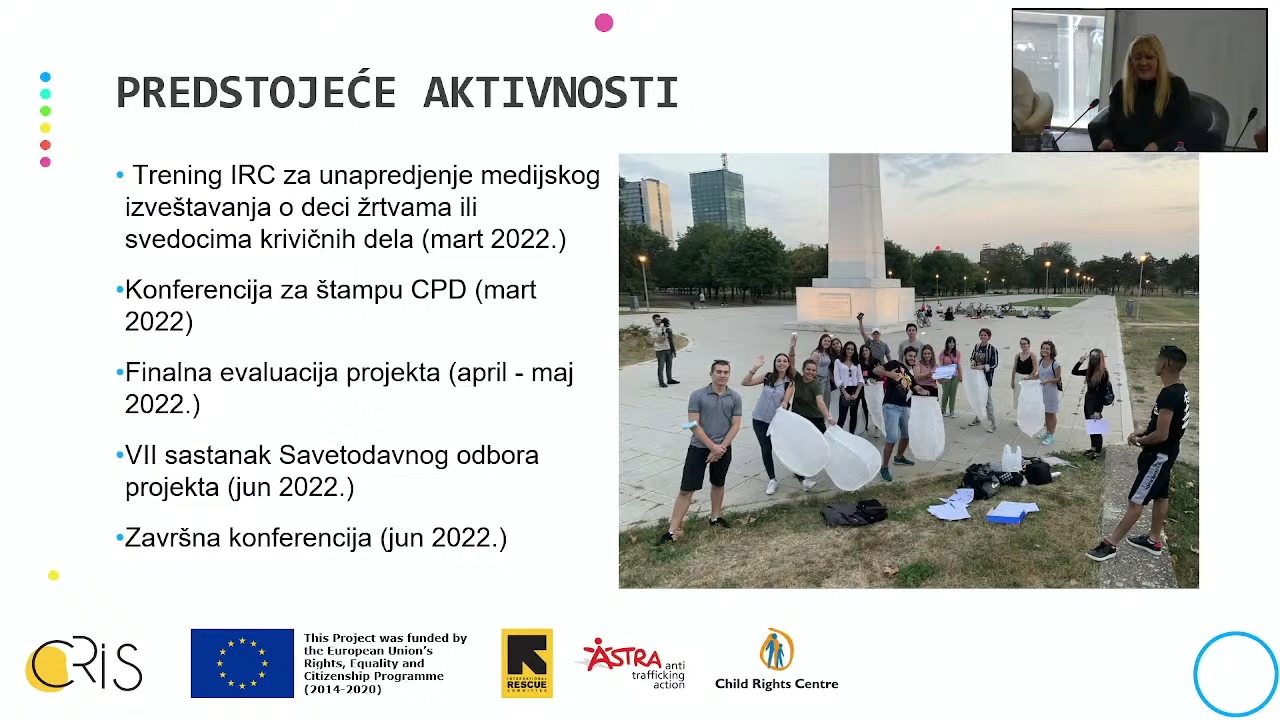 PREDSTOJEĆE AKTIVNOSTI
• Trening IRC za unapredjenje medijskog
izveštavanja o deci žrtvama ili
svedocima krivičnih dela (mart 2022.)
•Konferencija za štampu CPD (mart
2022)
•Finalna evaluacija projekta (april - maj
2022.)
•VII sastanak Savetodavnog odbora
projekta (jun 2022.)
•Završna konferencija (jun 2022.)
CRiS
This Project was funded by
the European Union's
Rights, Equality and
Citizenship Programme
(2014-2020)
INTERNATIONAL
RESCUE
COMMITTEE
ASTRA anti
trafficking
action
Child Rights Centre